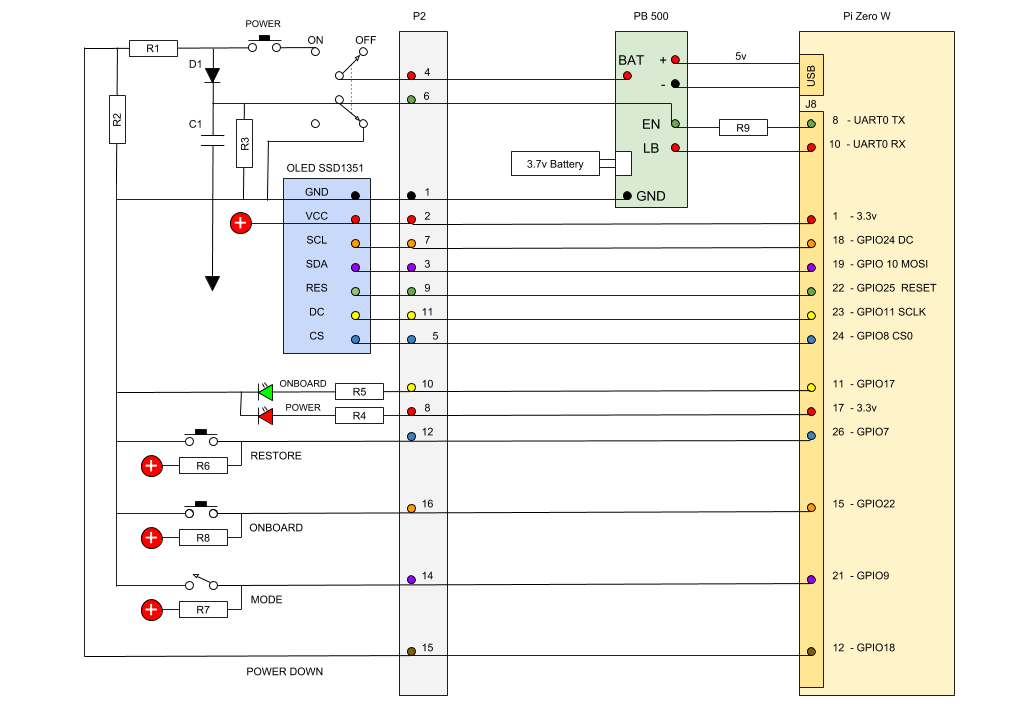 P2
PB 500
Pi Zero W
POWER
ON
OFF
R1
D1
4
BAT
+
5v
USB
-
6
J8
R2
C1
R3
EN
R9
8 - UART0 TX
LB
10 - UART0 RX
3.7v Battery
OLED SSD1351
GND
1
GND
+
VCC
2
1 - 3.3v
SCL
7
18 - GPIO24 DC
SDA
3
19 - GPIO 10 MOSI
RES
9
22 - GPIO25 RESET
DC
11
23 - GPIO11 SCLK
CS
5
24 - GPIO8 CS0
ONBOARD
R5
10
11 - GPIO17
POWER
R4
8
17 - 3.3v
12
26 - GPIO7
+
R6
RESTORE
16
15 - GPIO22
+
R8
ONBOARD
14
21 - GPIO9
+
R7
MODE
15
12 - GPIO18
POWER DOWN